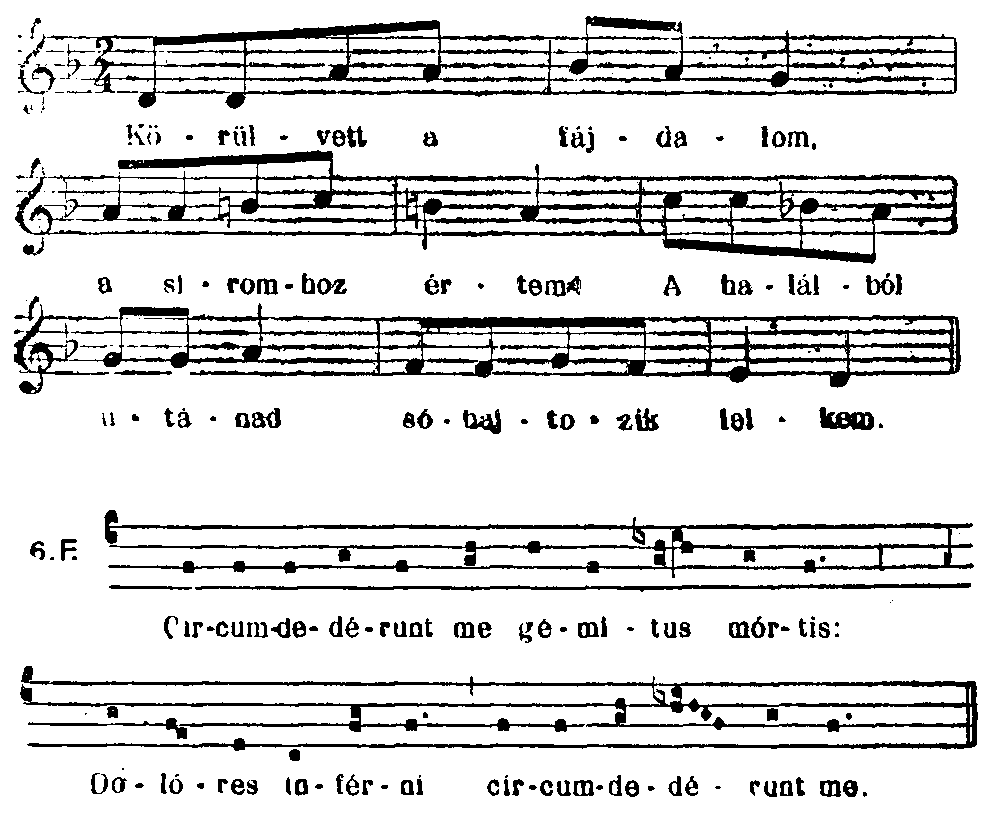 2
4
Kö - rül - vett a fáj - da - lom,
a sí - rom - hoz ér - tem. A ha - lál - ból
u - tá - nad só - haj - to - zik lel - kem.
6. F.
Cir-cum-de-dé-runt me gé-mi-tus mór-tis:
Do - ló - res in-fér-ni cir-cum-de-dé - runt me.